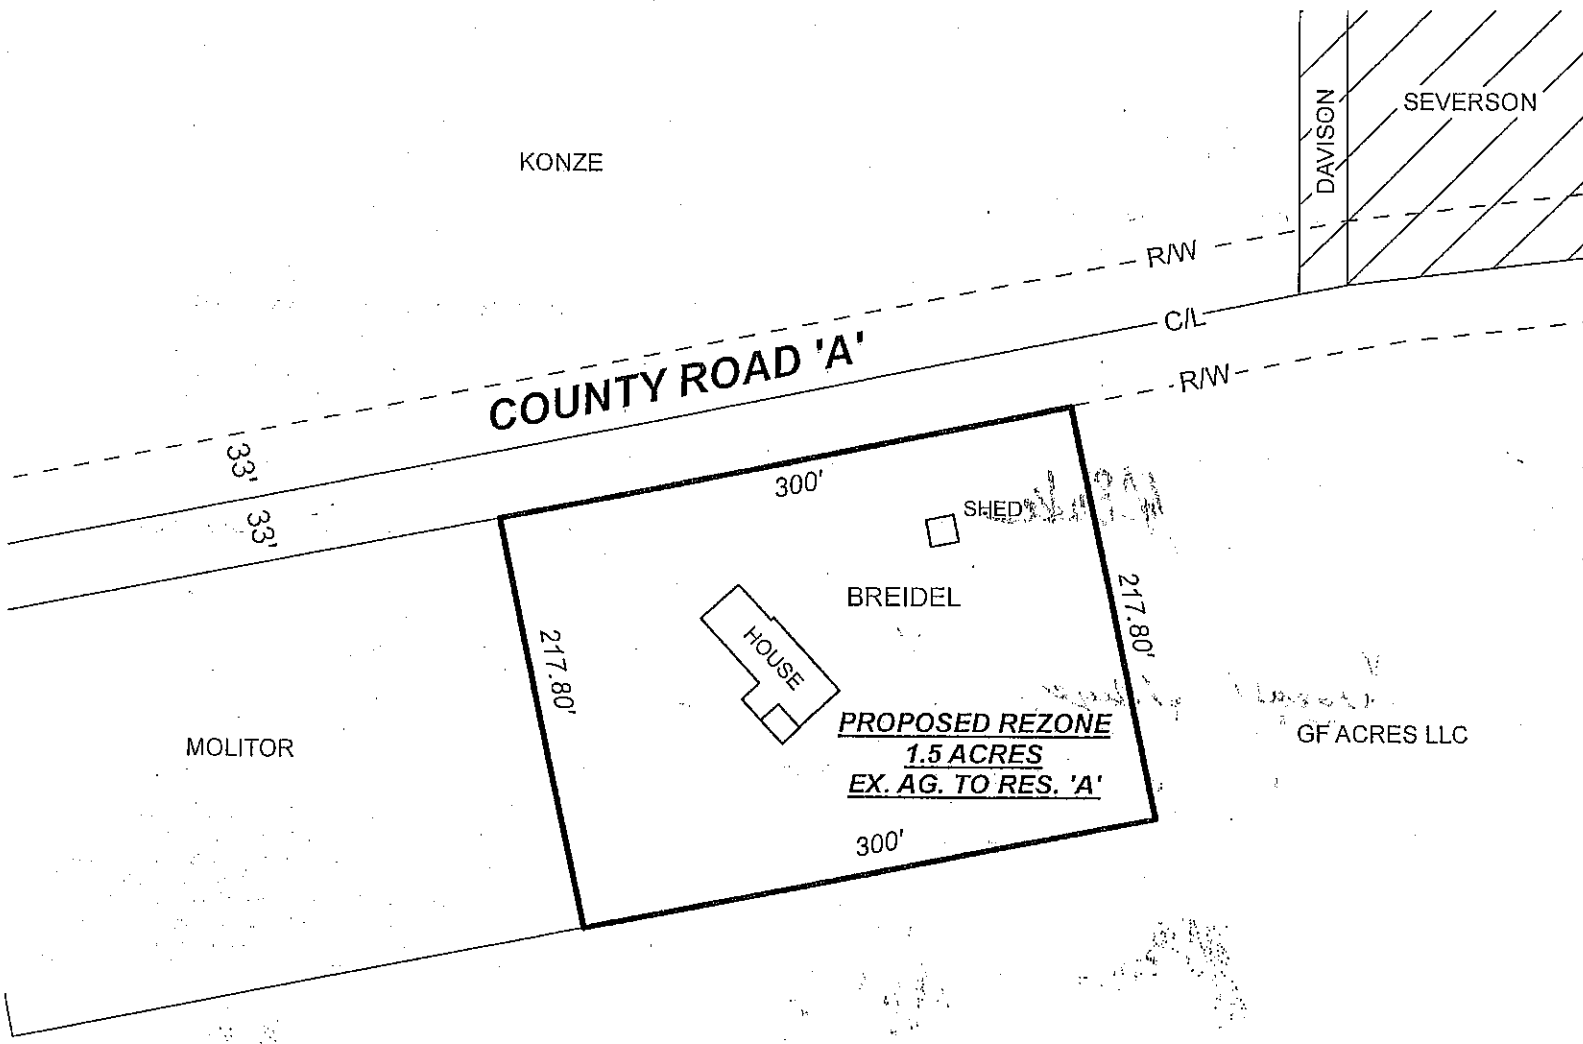 DAVISON
SEVERSON
KONZE
R/W
C/L
R/W
COUNTY ROAD 'A'
33'
33'
300'
SHED
BREIDEL
217.80'
217.80'
HOUSE
PROPOSED REZONE
1.5 ACRES
EX. AG. TO RES. 'A'
MOLITOR
GF ACRES LLC
300'